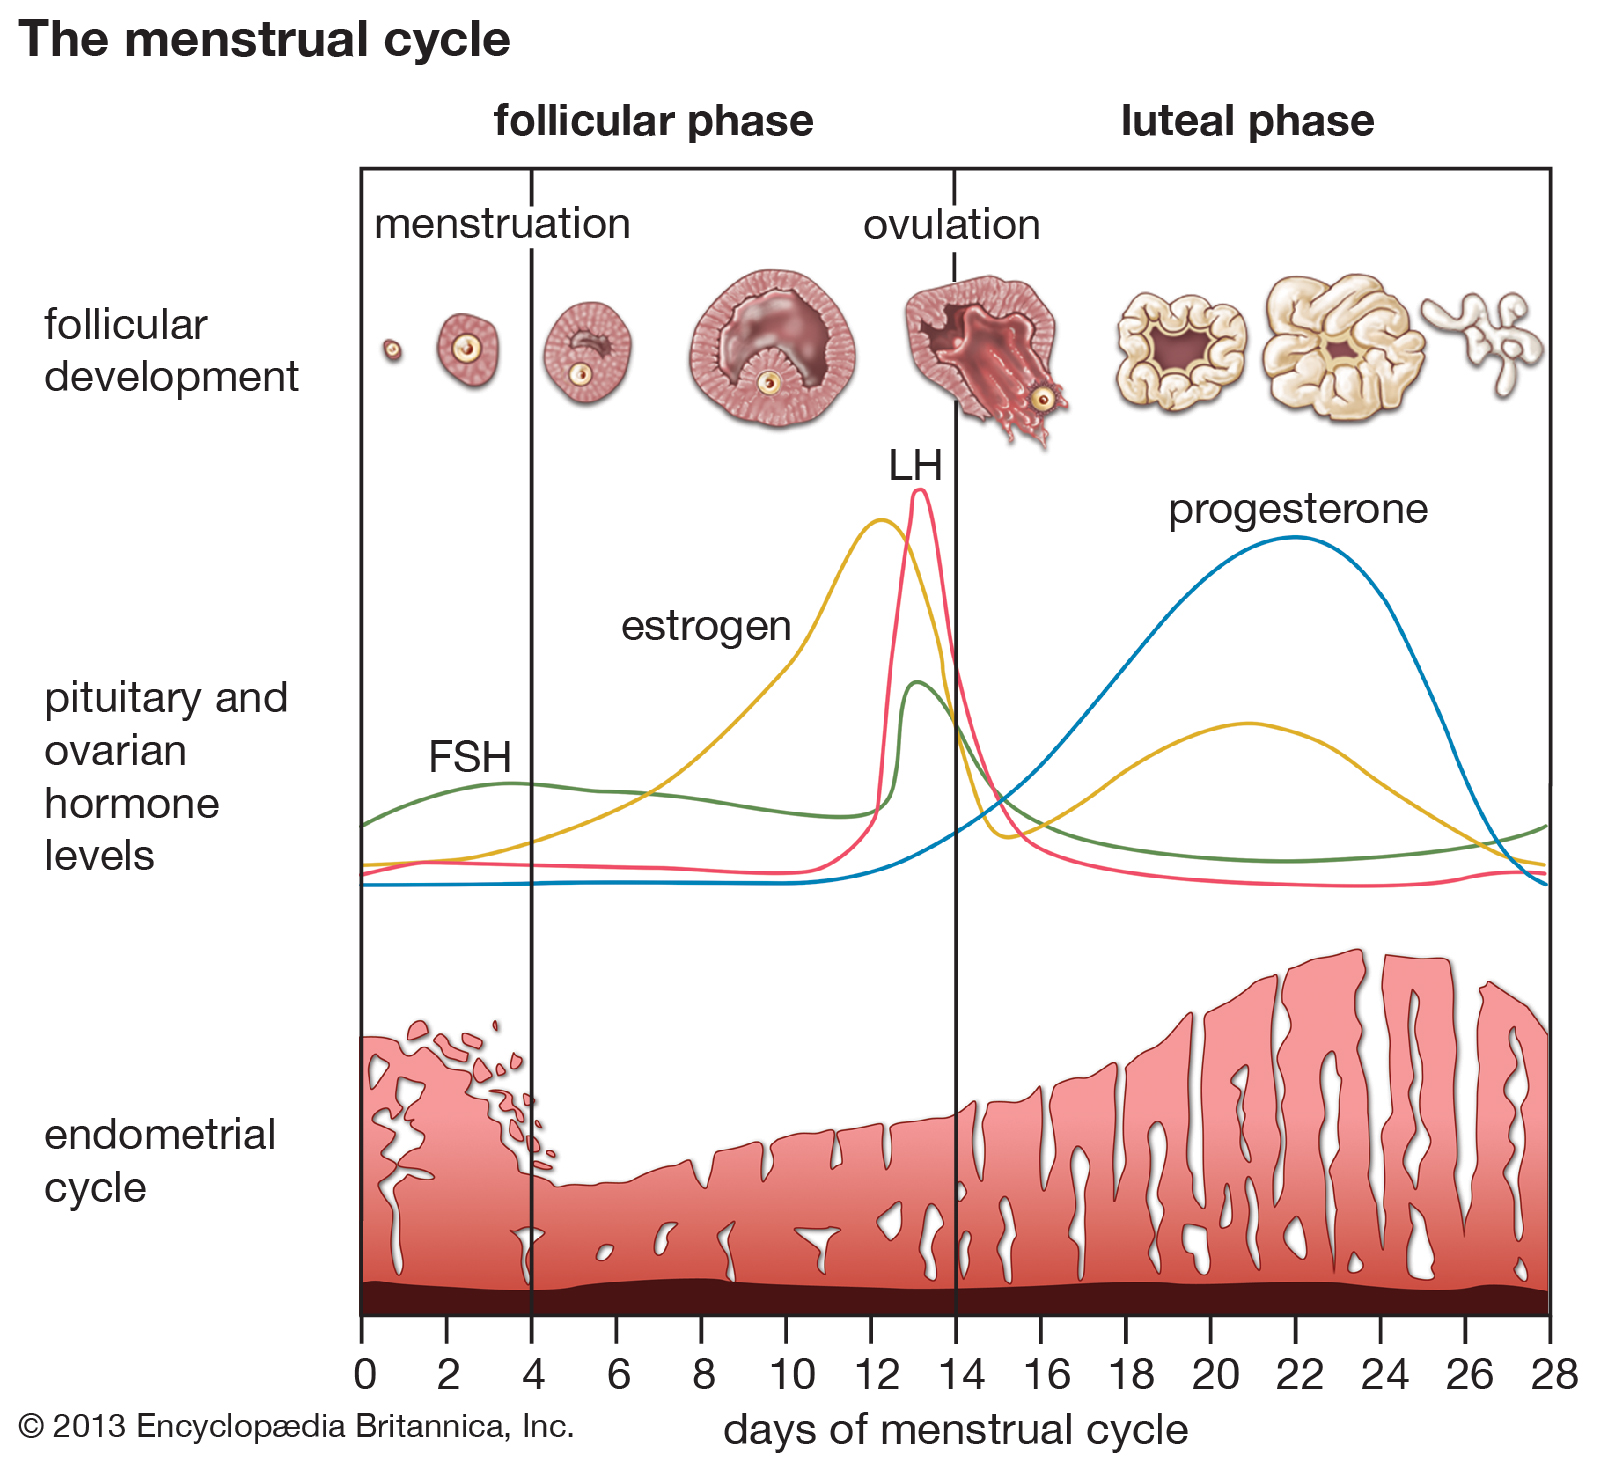 The menstrual cycle
follicular phase
luteal phase
menstruation
ovulation
follicular
development
LH
progesterone
estrogen
pituitary and
ovarian
hormone
levels
FSH
endometrial
cycle
0 2 4 6 8 10 12 14 16 18 20 22 24 26 28
© 2013 Encyclopædia Britannica, Inc.
days of menstrual cycle